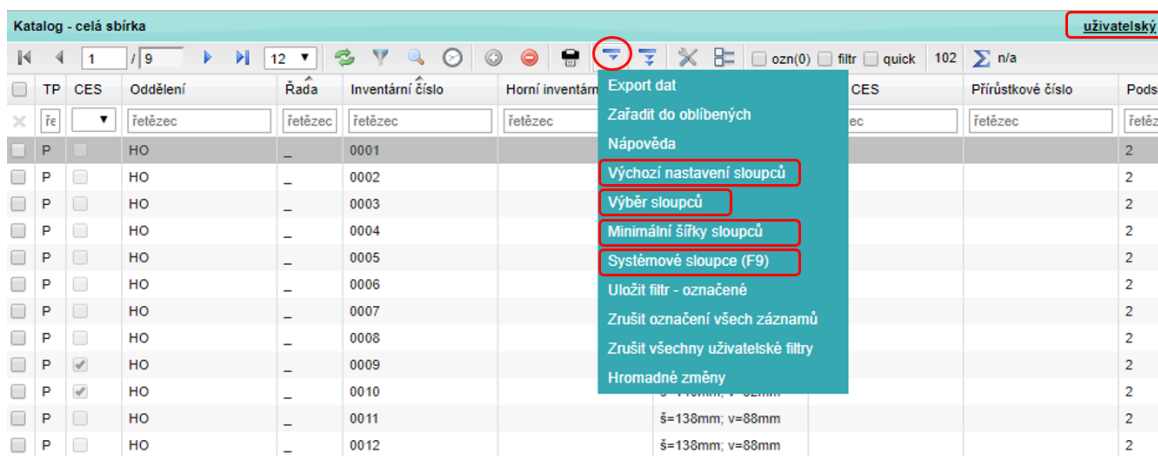 Katalog - celá sbírka uživatelský
1 / 9 12 ozn(0) filtr quick 102 n/a
TP CES Oddělení Řada Inventární číslo Horní inventárn CES Přírůstkové číslo Pods
ře řetězec řetězec řetězec řetězec ec řetězec řetěz
P HO _ 0001 2
P HO _ 0002 2
P HO _ 0003 2
P HO _ 0004 2
P HO _ 0005 2
P HO _ 0006 2
P HO _ 0007 2
P HO _ 0008 2
P HO _ 0009 2
P HO _ 0010 2
P HO _ 0011 š=138mm; v=88mm 2
P HO _ 0012 š=138mm; v=88mm 2
Export dat
Zařadit do oblíbených
Nápověda
Výchozí nastavení sloupců
Výběr sloupců
Minimální šířky sloupců
Systémové sloupce (F9)
Uložit filtr - označené
Zrušit označení všech záznamů
Zrušit všechny uživatelské filtry
Hromadné změny